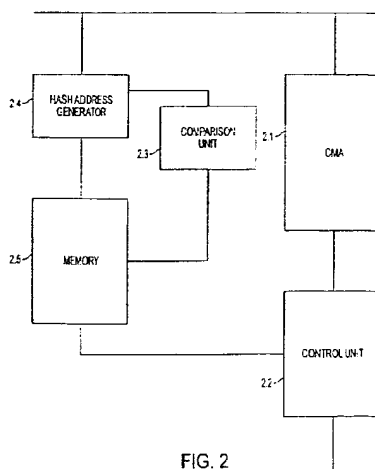 2.4
HASH ADDRESS
GENERATOR
COMPARISON
UNIT
2.3
2.1
CMA
2.5
MEMORY
CONTROL UNIT
2.2
FIG. 2